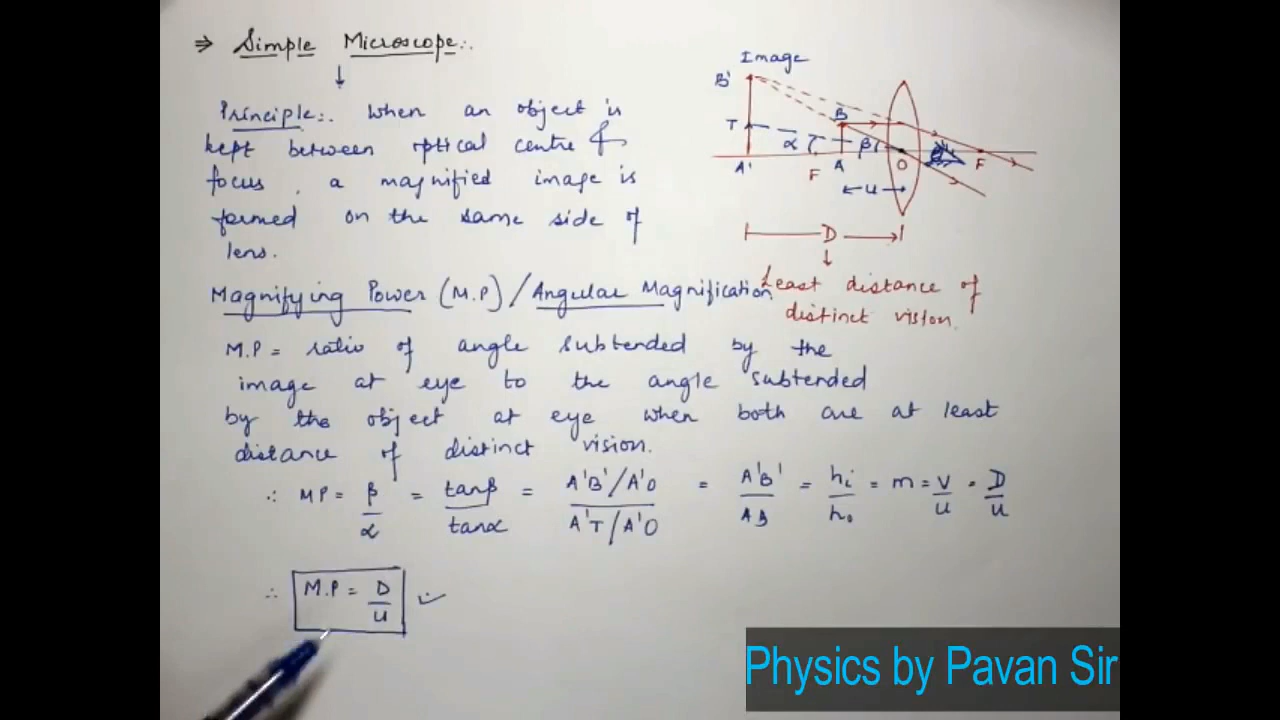 ⇒ Simple Microscope:.
↓
Principle:. When an object is
kept between optical centre &
focus, a magnified image is
formed on the same side of
lens.
Image
B'
T
B
α
β
A'
F
A
O
F
u
D
↓
Least distance of
distinct vision.
Magnifying Power (M.P) / Angular Magnification
M.P = ratio of angle subtended by the
image at eye to the angle subtended
by the object at eye when both are at least
distance of distinct vision.
∴ MP = β/α = tanβ/tanα = (A'B'/A'O)/(A'T/A'O) = A'B'/AB = hi/ho = m = V/u = D/u
∴ M.P = D/u
Physics by Pavan Sir